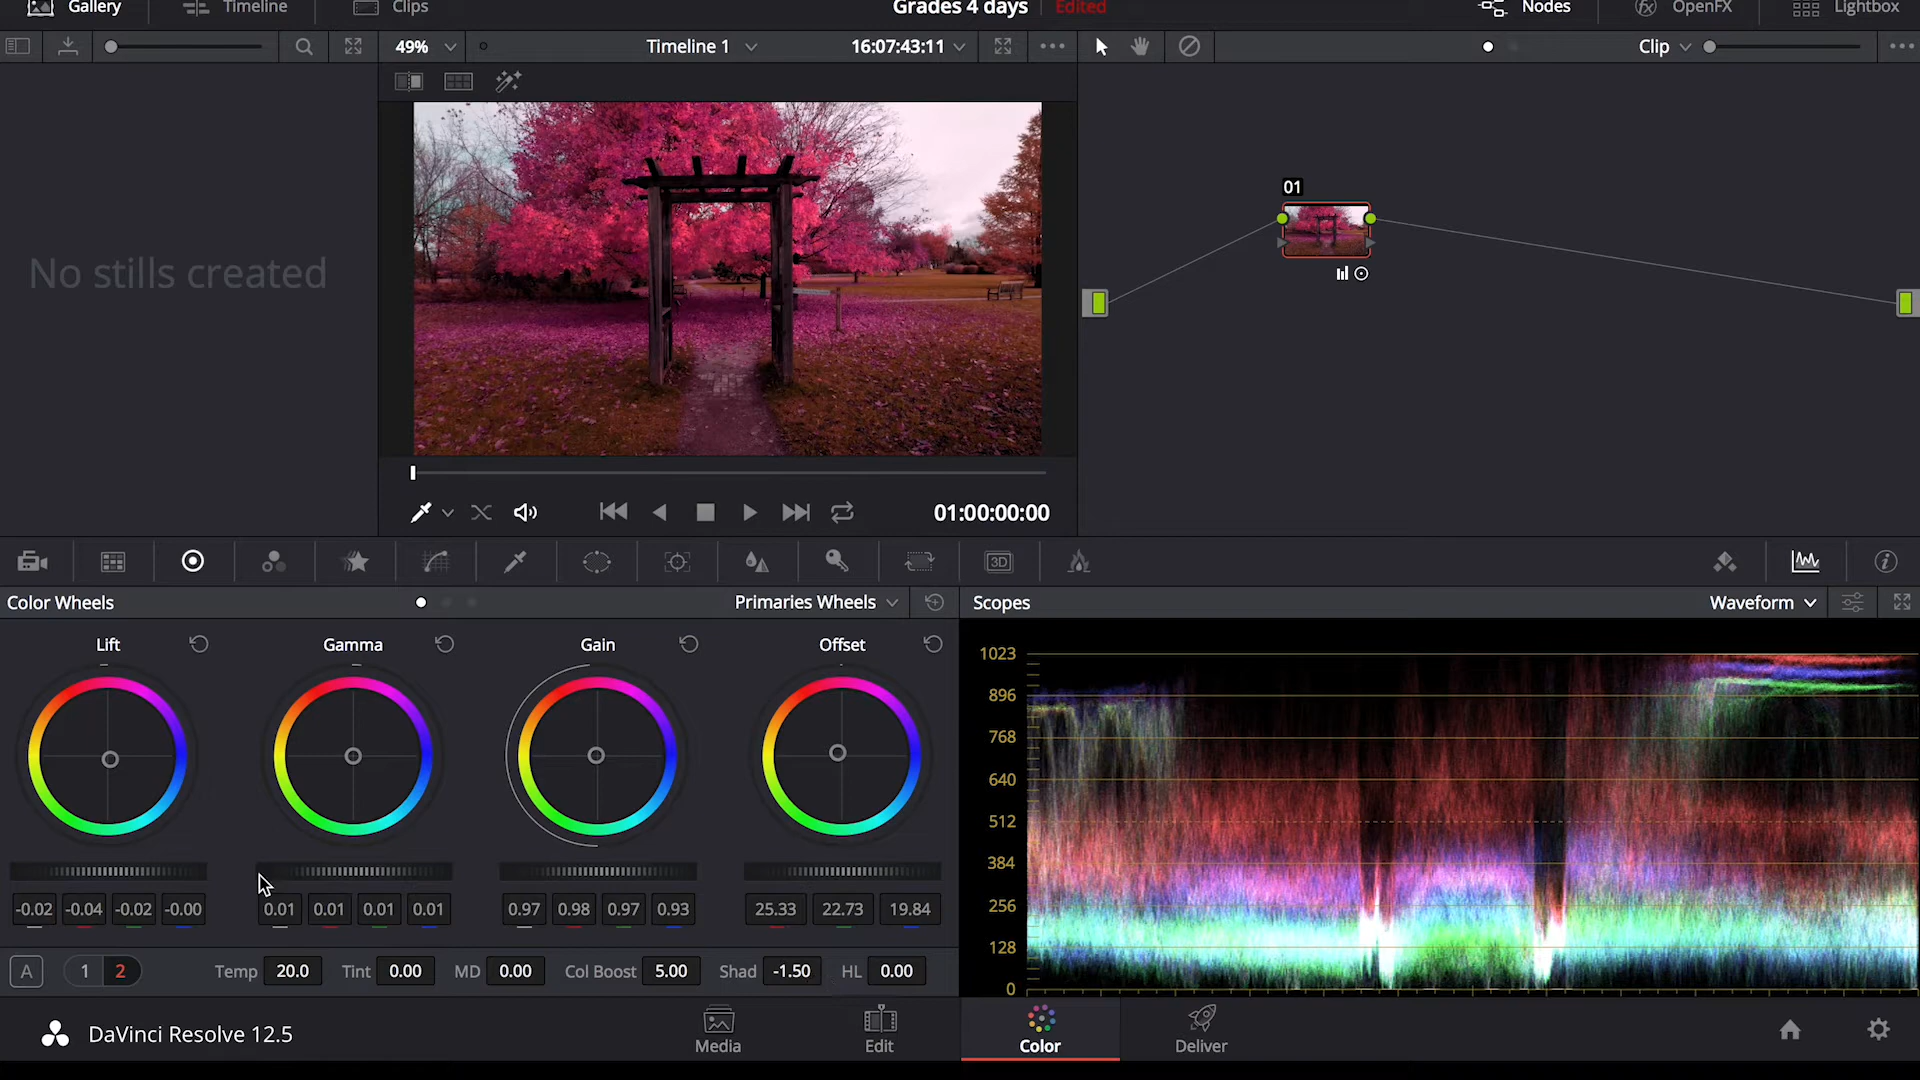 Gallery Timeline Clips Grades 4 days Edited Nodes OpenFX Lightbox
49% Timeline 1 16:07:43:11 Clip
No stills created
01
01:00:00:00
3D
Color Wheels Primaries Wheels Scopes Waveform
Lift Gamma Gain Offset
1023
896
768
640
512
384
256
128
0
-0.02 -0.04 -0.02 -0.00 0.01 0.01 0.01 0.01 0.97 0.98 0.97 0.93 25.33 22.73 19.84
A 1 2 Temp 20.0 Tint 0.00 MD 0.00 Col Boost 5.00 Shad -1.50 HL 0.00
DaVinci Resolve 12.5 Media Edit Color Deliver